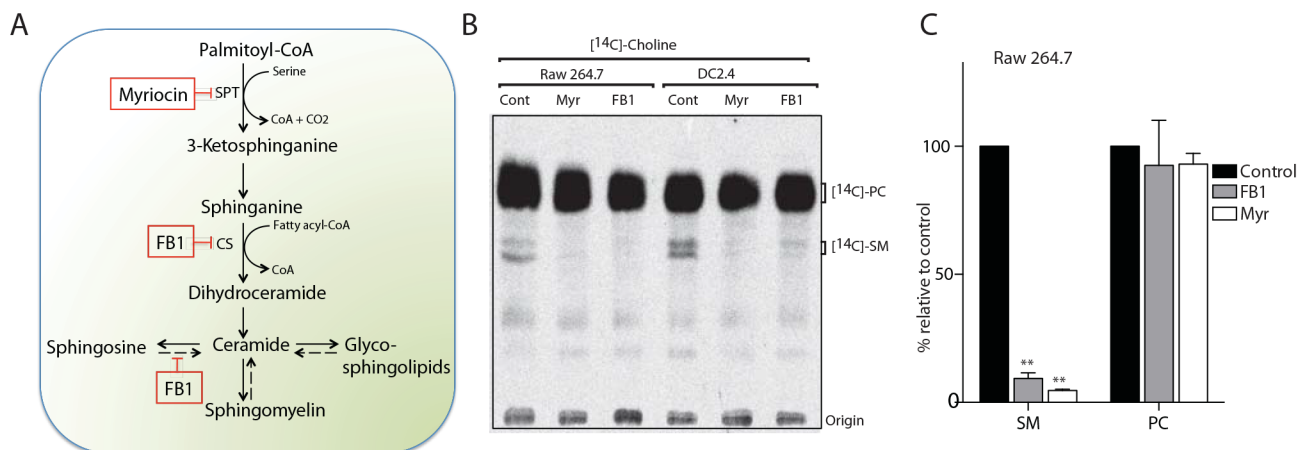 A
Palmitoyl-CoA
Serine
Myriocin
SPT
CoA + CO2
3-Ketosphinganine
Sphinganine
Fatty acyl-CoA
FB1
CS
CoA
Dihydroceramide
Sphingosine
Ceramide
Glyco-
sphingolipids
FB1
Sphingomyelin
B
[¹⁴C]-Choline
Raw 264.7
DC2.4
Cont Myr FB1 Cont Myr FB1
[¹⁴C]-PC
[¹⁴C]-SM
Origin
C
Raw 264.7
% relative to control
100
50
0
**
**
SM
PC
Control
FB1
Myr